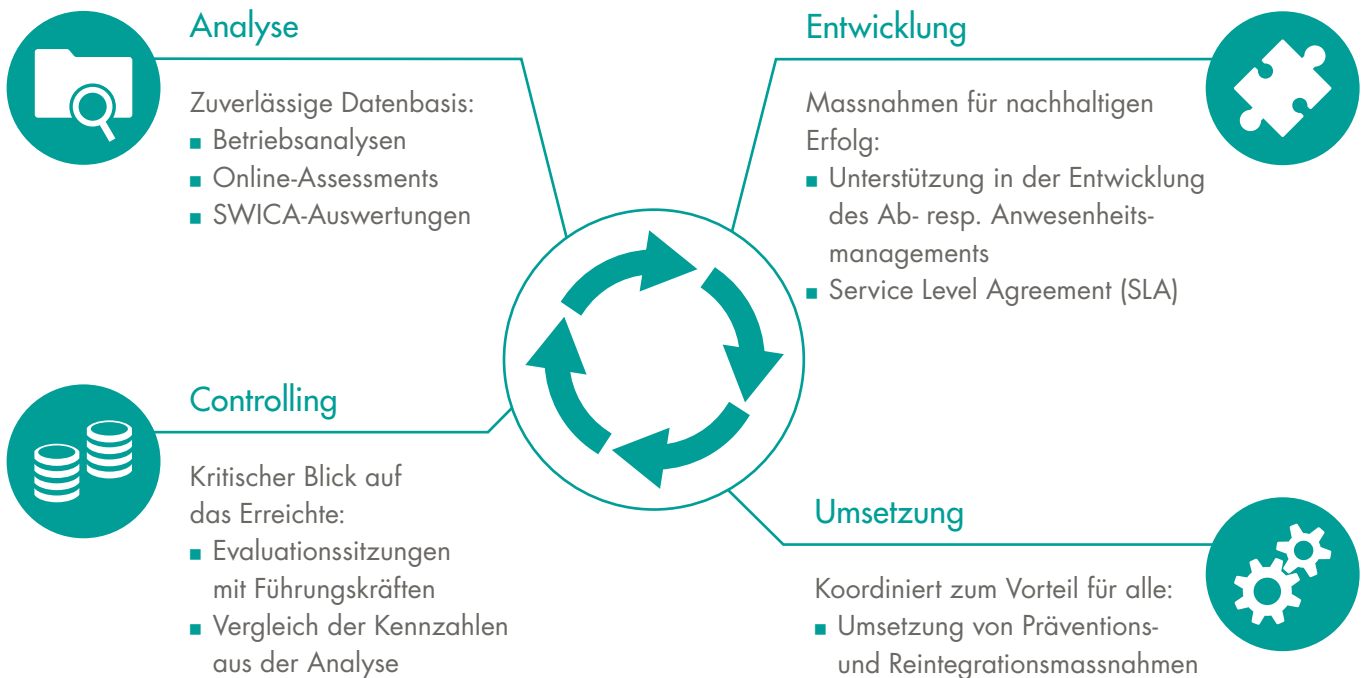 Analyse
Zuverlässige Datenbasis:
▪ Betriebsanalysen
▪ Online-Assessments
▪ SWICA-Auswertungen
Entwicklung
Massnahmen für nachhaltigen
Erfolg:
▪ Unterstützung in der Entwicklung
des Ab- resp. Anwesenheits-
managements
▪ Service Level Agreement (SLA)
Controlling
Kritischer Blick auf
das Erreichte:
▪ Evaluationssitzungen
mit Führungskräften
▪ Vergleich der Kennzahlen
aus der Analyse
Umsetzung
Koordiniert zum Vorteil für alle:
▪ Umsetzung von Präventions-
und Reintegrationsmassnahmen